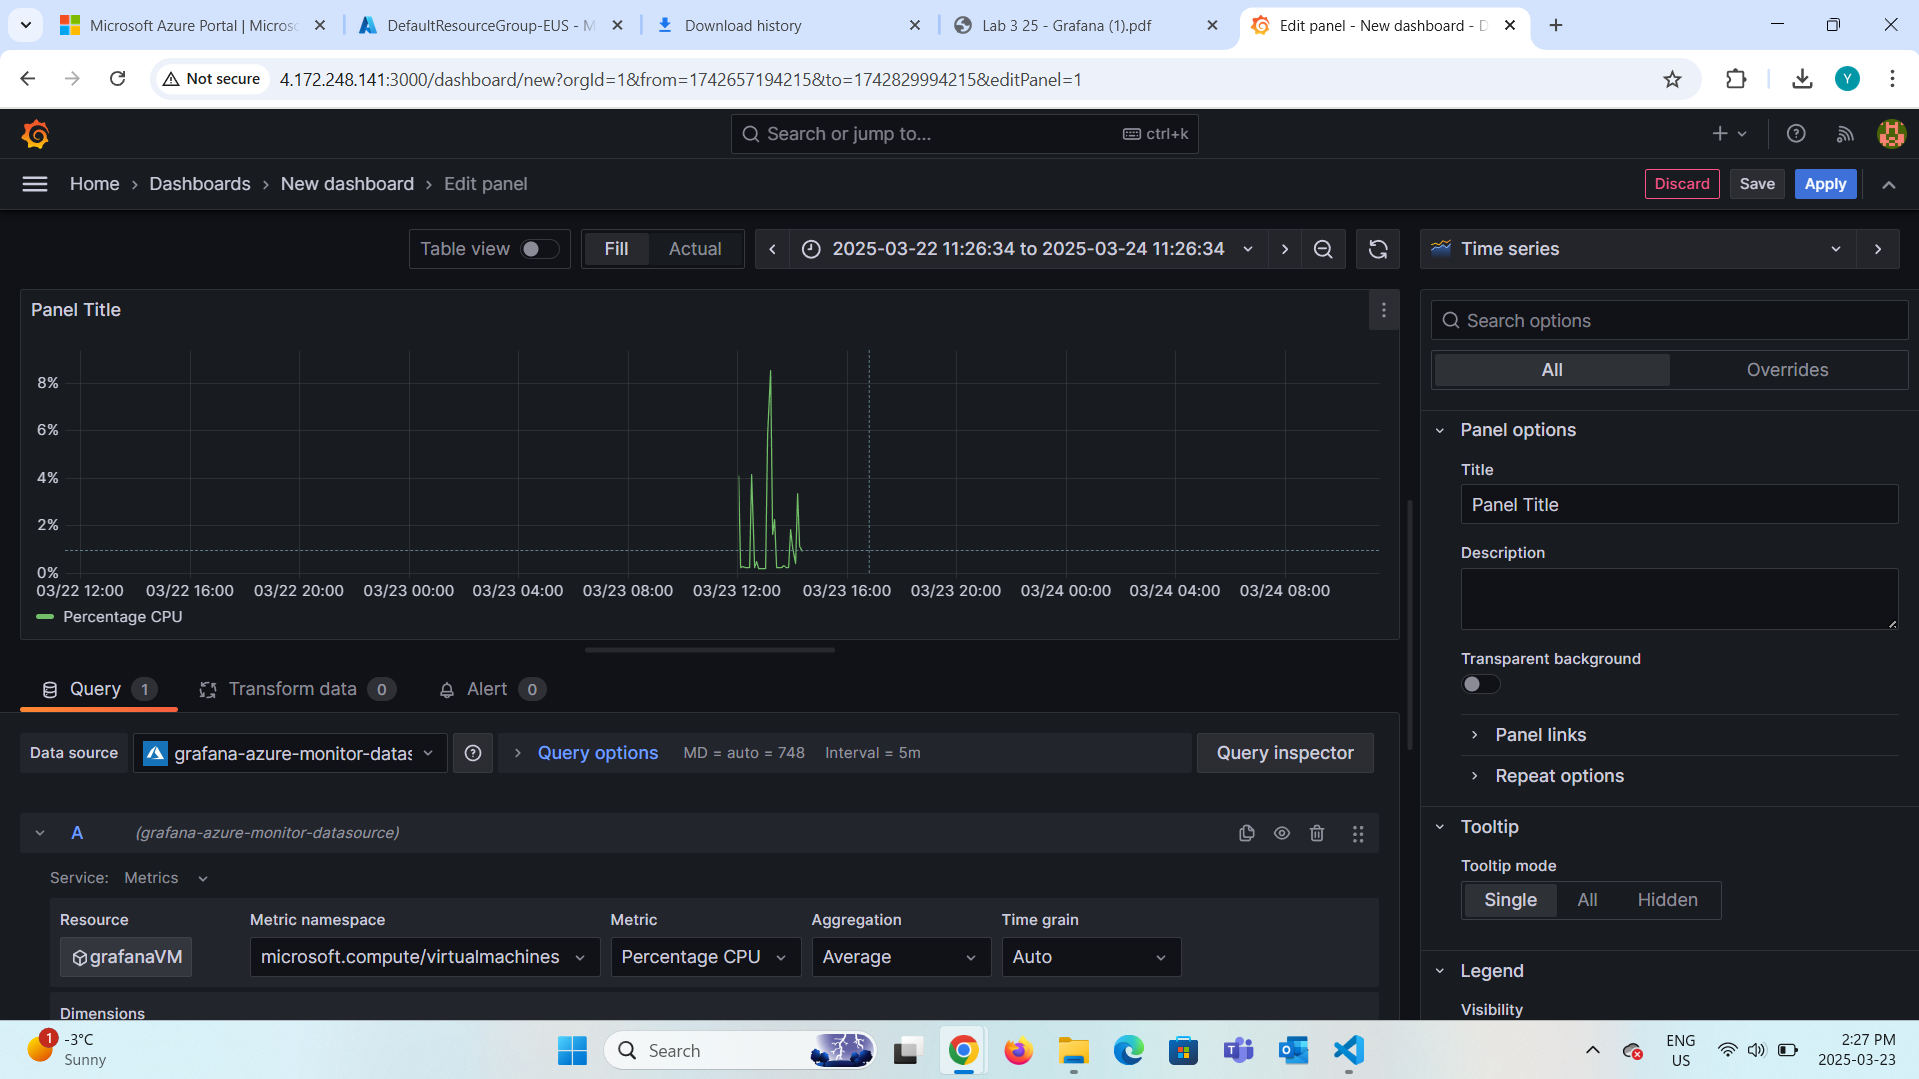 Microsoft Azure Portal | Micros
DefaultResourceGroup-EUS - M
Download history
Lab 3 25 - Grafana (1).pdf
Edit panel - New dashboard - D
Not secure
4.172.248.141:3000/dashboard/new?orgId=1&from=1742657194215&to=1742829994215&editPanel=1
Y
Search or jump to...
ctrl+k
Home › Dashboards › New dashboard › Edit panel
Discard
Save
Apply
Table view
Fill
Actual
2025-03-22 11:26:34 to 2025-03-24 11:26:34
Time series
Panel Title
8%
6%
4%
2%
0%
03/22 12:00 03/22 16:00 03/22 20:00 03/23 00:00 03/23 04:00 03/23 08:00 03/23 12:00 03/23 16:00 03/23 20:00 03/24 00:00 03/24 04:00 03/24 08:00
Percentage CPU
Search options
All
Overrides
Panel options
Title
Panel Title
Description
Transparent background
Panel links
Repeat options
Tooltip
Tooltip mode
Single
All
Hidden
Legend
Visibility
Query 1
Transform data 0
Alert 0
Data source
grafana-azure-monitor-datas
Query options
MD = auto = 748
Interval = 5m
Query inspector
A
(grafana-azure-monitor-datasource)
Service: Metrics
Resource
Metric namespace
Metric
Aggregation
Time grain
grafanaVM
microsoft.compute/virtualmachines
Percentage CPU
Average
Auto
Dimensions
1
-3°C
Sunny
Search
ENG
US
2:27 PM
2025-03-23